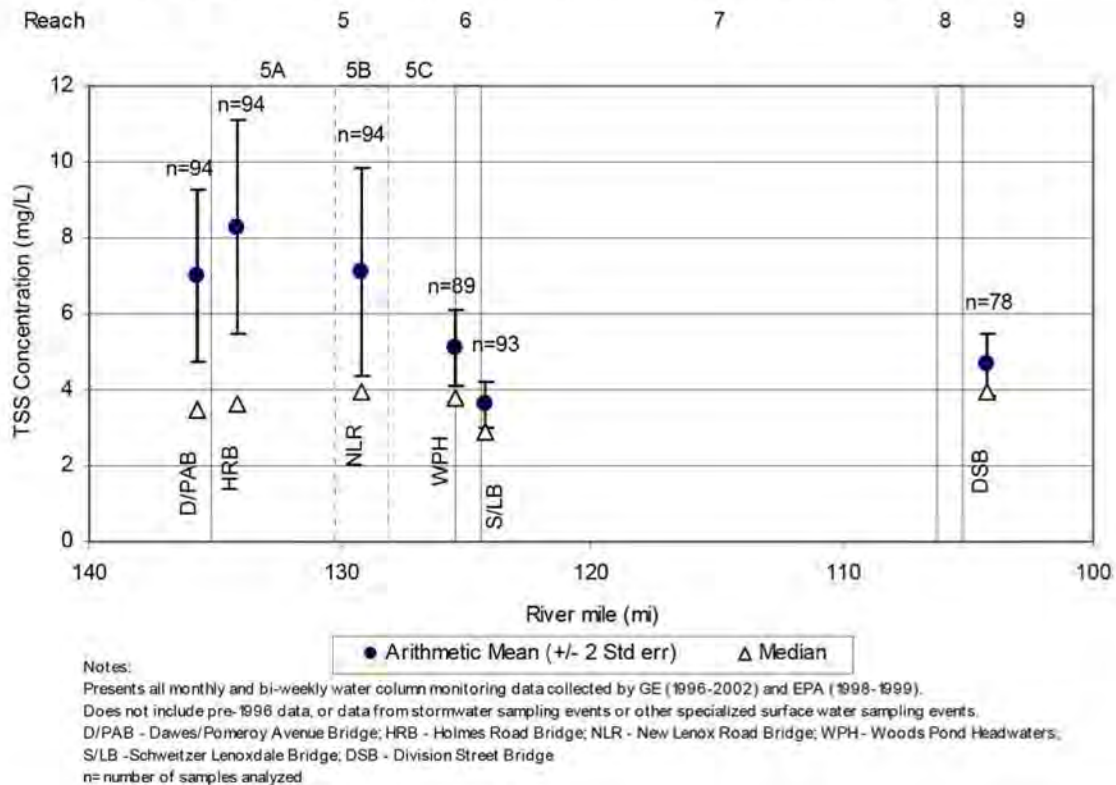 Reach 5 6 7 8 9
5A 5B 5C
12
10
8
6
4
2
0
TSS Concentration (mg/L)
n=94
n=94
n=94
n=89
n=93
n=78
D/PAB
HRB
NLR
WPH
S/LB
DSB
140 130 120 110 100
River mile (mi)
Arithmetic Mean (+/- 2 Std err) Median
Notes:
Presents all monthly and bi-weekly water column monitoring data collected by GE (1996-2002) and EPA (1998-1999).
Does not include pre-1996 data, or data from stormwater sampling events or other specialized surface water sampling events.
D/PAB - Dawes/Pomeroy Avenue Bridge; HRB - Holmes Road Bridge; NLR - New Lenox Road Bridge; WPH - Woods Pond Headwaters;
S/LB -Schweitzer Lenoxdale Bridge; DSB - Division Street Bridge
n= number of samples analyzed